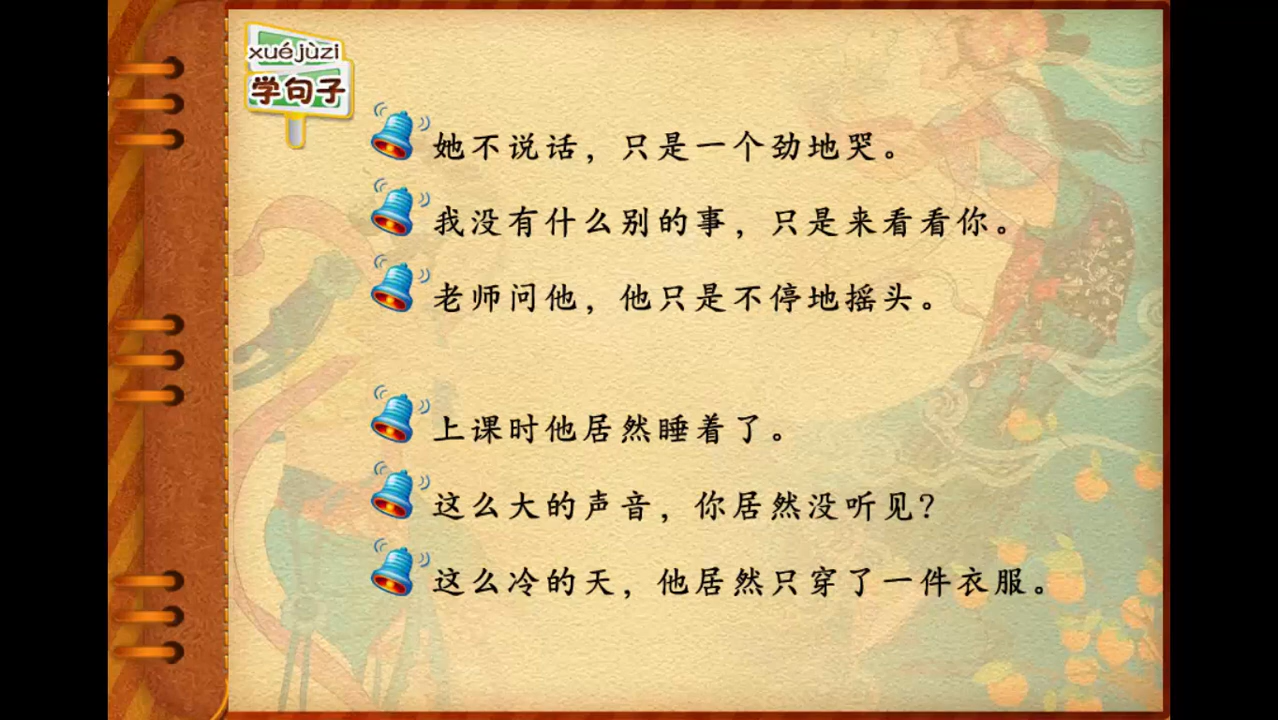 xuéjùzi
学句子
她不说话，只是一个劲地哭。
我没有什么别的事，只是来看看你。
老师问他，他只是不停地摇头。
上课时他居然睡着了。
这么大的声音，你居然没听见？
这么冷的天，他居然只穿了一件衣服。